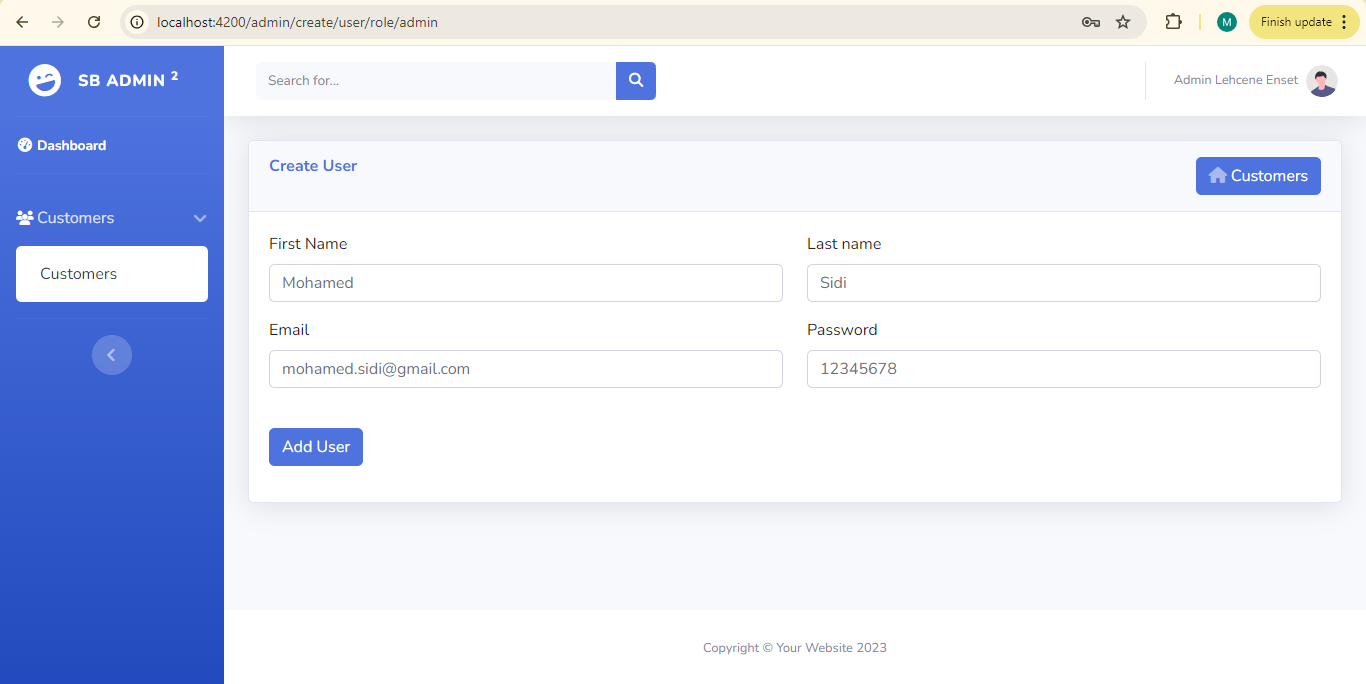 localhost:4200/admin/create/user/role/admin
M
Finish update
SB ADMIN 2
Search for...
Admin Lehcene Enset
Dashboard
Create User
Customers
Customers
Customers
First Name
Last name
Mohamed
Sidi
Email
Password
mohamed.sidi@gmail.com
12345678
Add User
Copyright © Your Website 2023